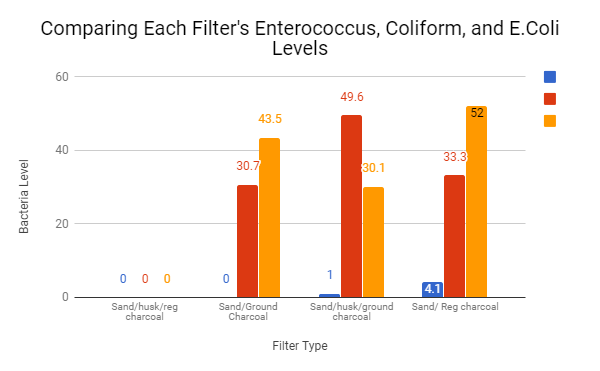 Comparing Each Filter's Enterococcus, Coliform, and E.Coli
Levels
60
40
20
0
Bacteria Level
0
0
0
0
30.7
43.5
1
49.6
30.1
4.1
33.3
52
Sand/husk/reg
charcoal
Sand/Ground
Charcoal
Sand/husk/ground
charcoal
Sand/ Reg charcoal
Filter Type